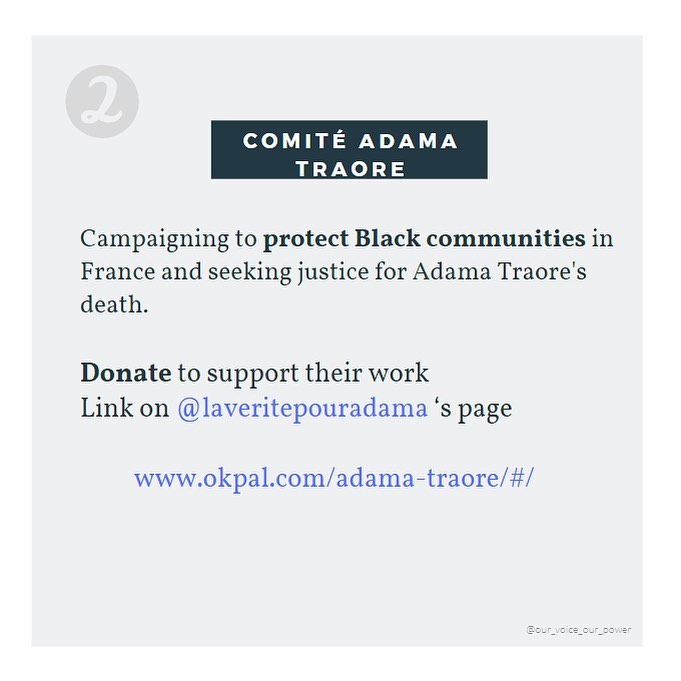 2
COMITÉ ADAMA
TRAORE
Campaigning to protect Black communities in
France and seeking justice for Adama Traore's
death.
Donate to support their work
Link on @laveritepouradama ‘s page
www.okpal.com/adama-traore/#/
@our_voice_our_power